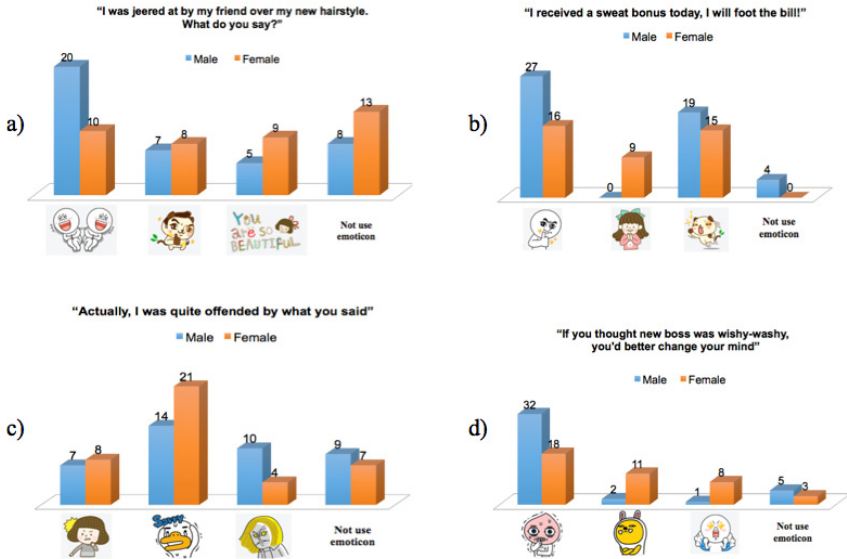 “I was jeered at by my friend over my new hairstyle.
What do you say?”
Male Female
a)
20 10 7 8 5 9 8 13
YOU
are so
BEAUTIFUL
Not use
emoticon
“I received a sweat bonus today, I will foot the bill!”
Male Female
b)
27 16 0 9 19 15 4 0
Not use
emoticon
“Actually, I was quite offended by what you said”
Male Female
c)
7 8 14 21 10 4 9 7
Sorry
Not use
emoticon
“If you thought new boss was wishy-washy,
you'd better change your mind”
Male Female
d)
32 18 2 11 1 8 5 3
Not use
emoticon